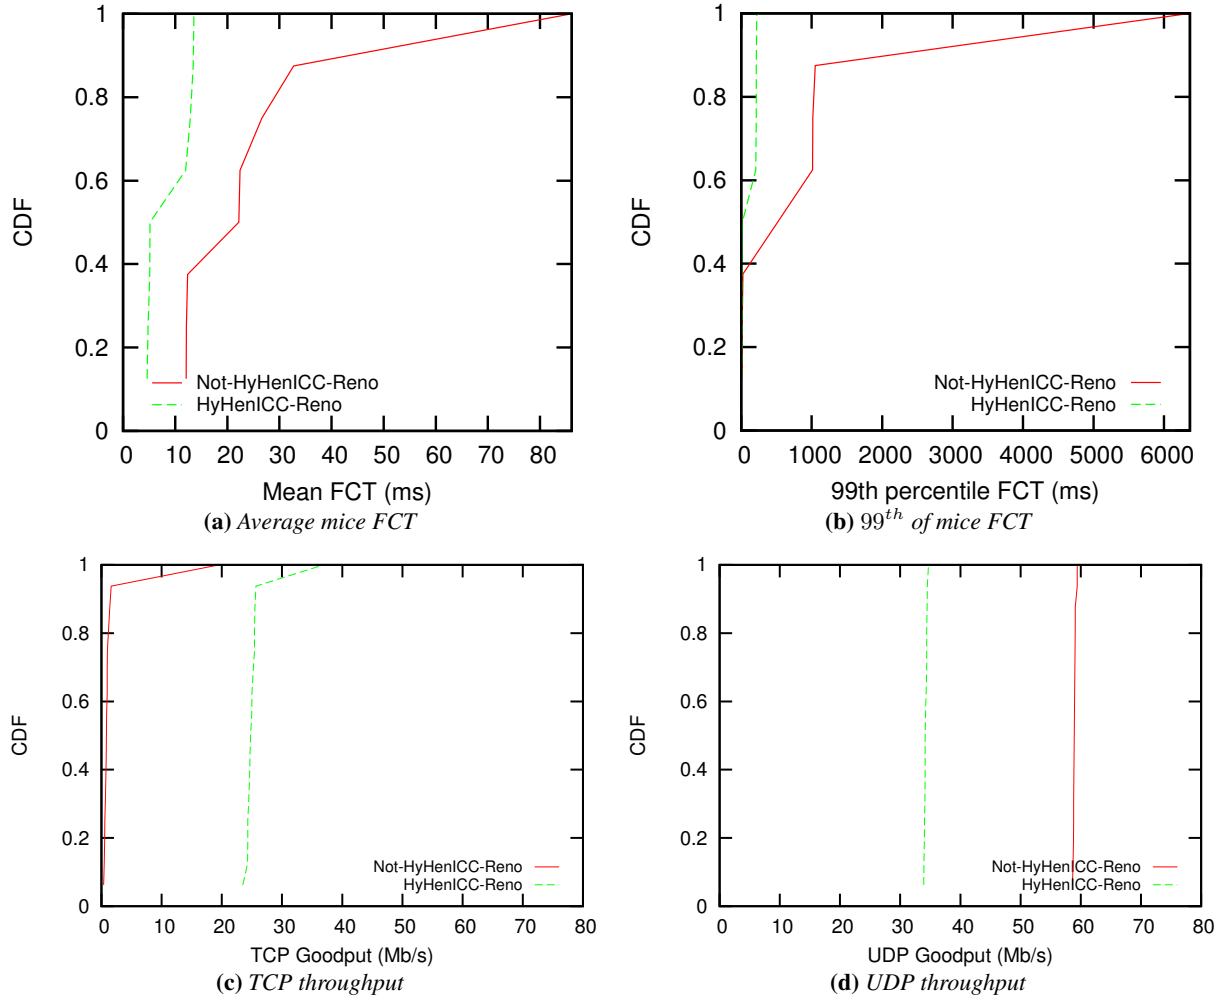 1
0.8
0.6
0.4
0.2
0
CDF
Not-HyHenICC-Reno
HyHenICC-Reno
0 10 20 30 40 50 60 70 80
Mean FCT (ms)
(a) Average mice FCT
1
0.8
0.6
0.4
0.2
0
CDF
Not-HyHenICC-Reno
HyHenICC-Reno
0 1000 2000 3000 4000 5000 6000
99th percentile FCT (ms)
(b) 99th of mice FCT
1
0.8
0.6
0.4
0.2
0
CDF
Not-HyHenICC-Reno
HyHenICC-Reno
0 10 20 30 40 50 60 70 80
TCP Goodput (Mb/s)
(c) TCP throughput
1
0.8
0.6
0.4
0.2
0
CDF
Not-HyHenICC-Reno
HyHenICC-Reno
0 10 20 30 40 50 60 70 80
UDP Goodput (Mb/s)
(d) UDP throughput